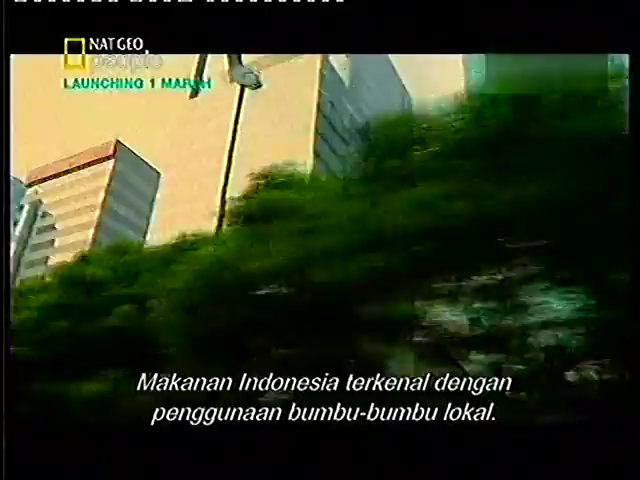 NAT GEO
people
LAUNCHING 1 MARCH
Makanan Indonesia terkenal dengan
penggunaan bumbu-bumbu lokal.